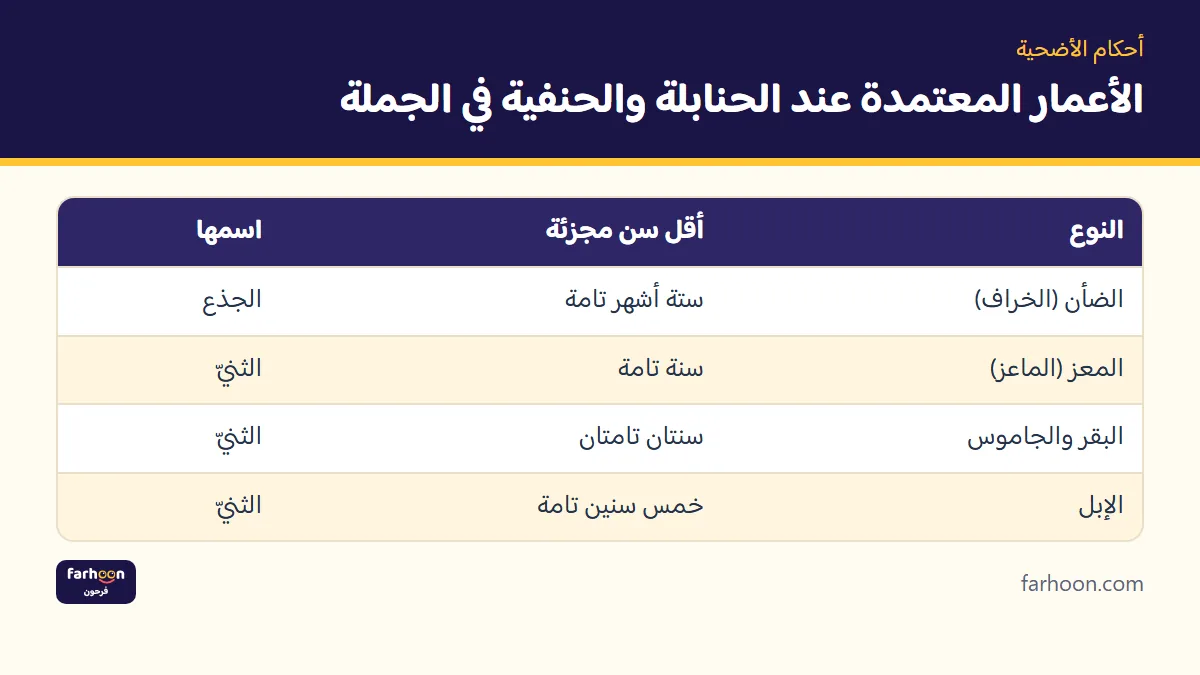 أحكام الأضحية
الأعمار المعتمدة عند الحنابلة والحنفية في الجملة
النوع أقل سن مجزئة اسمها
الضأن (الخراف) ستة أشهر تامة الجذع
المعز (الماعز) سنة تامة الثنيّ
البقر والجاموس سنتان تامتان الثنيّ
الإبل خمس سنين تامة الثنيّ
farhoon.com
farhoon
فرحون